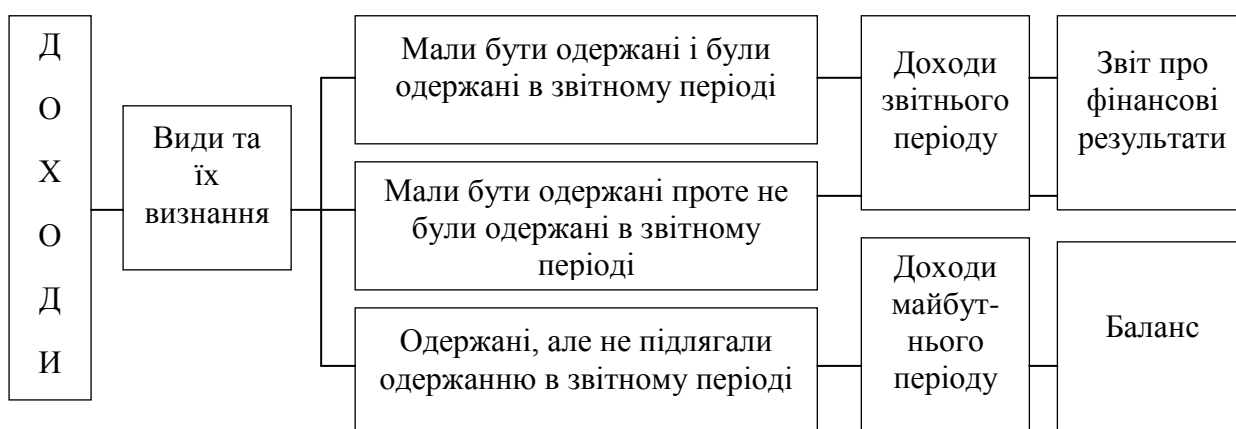 Д
О
Х
О
Д
И
Види та
їх
визнання
Мали бути одержані і були
одержані в звітному періоді
Мали бути одержані проте не
були одержані в звітному
періоді
Одержані, але не підлягали
одержанню в звітному періоді
Доходи
звітнього
періоду
Доходи
майбут-
нього
періоду
Звіт про
фінансові
результати
Баланс